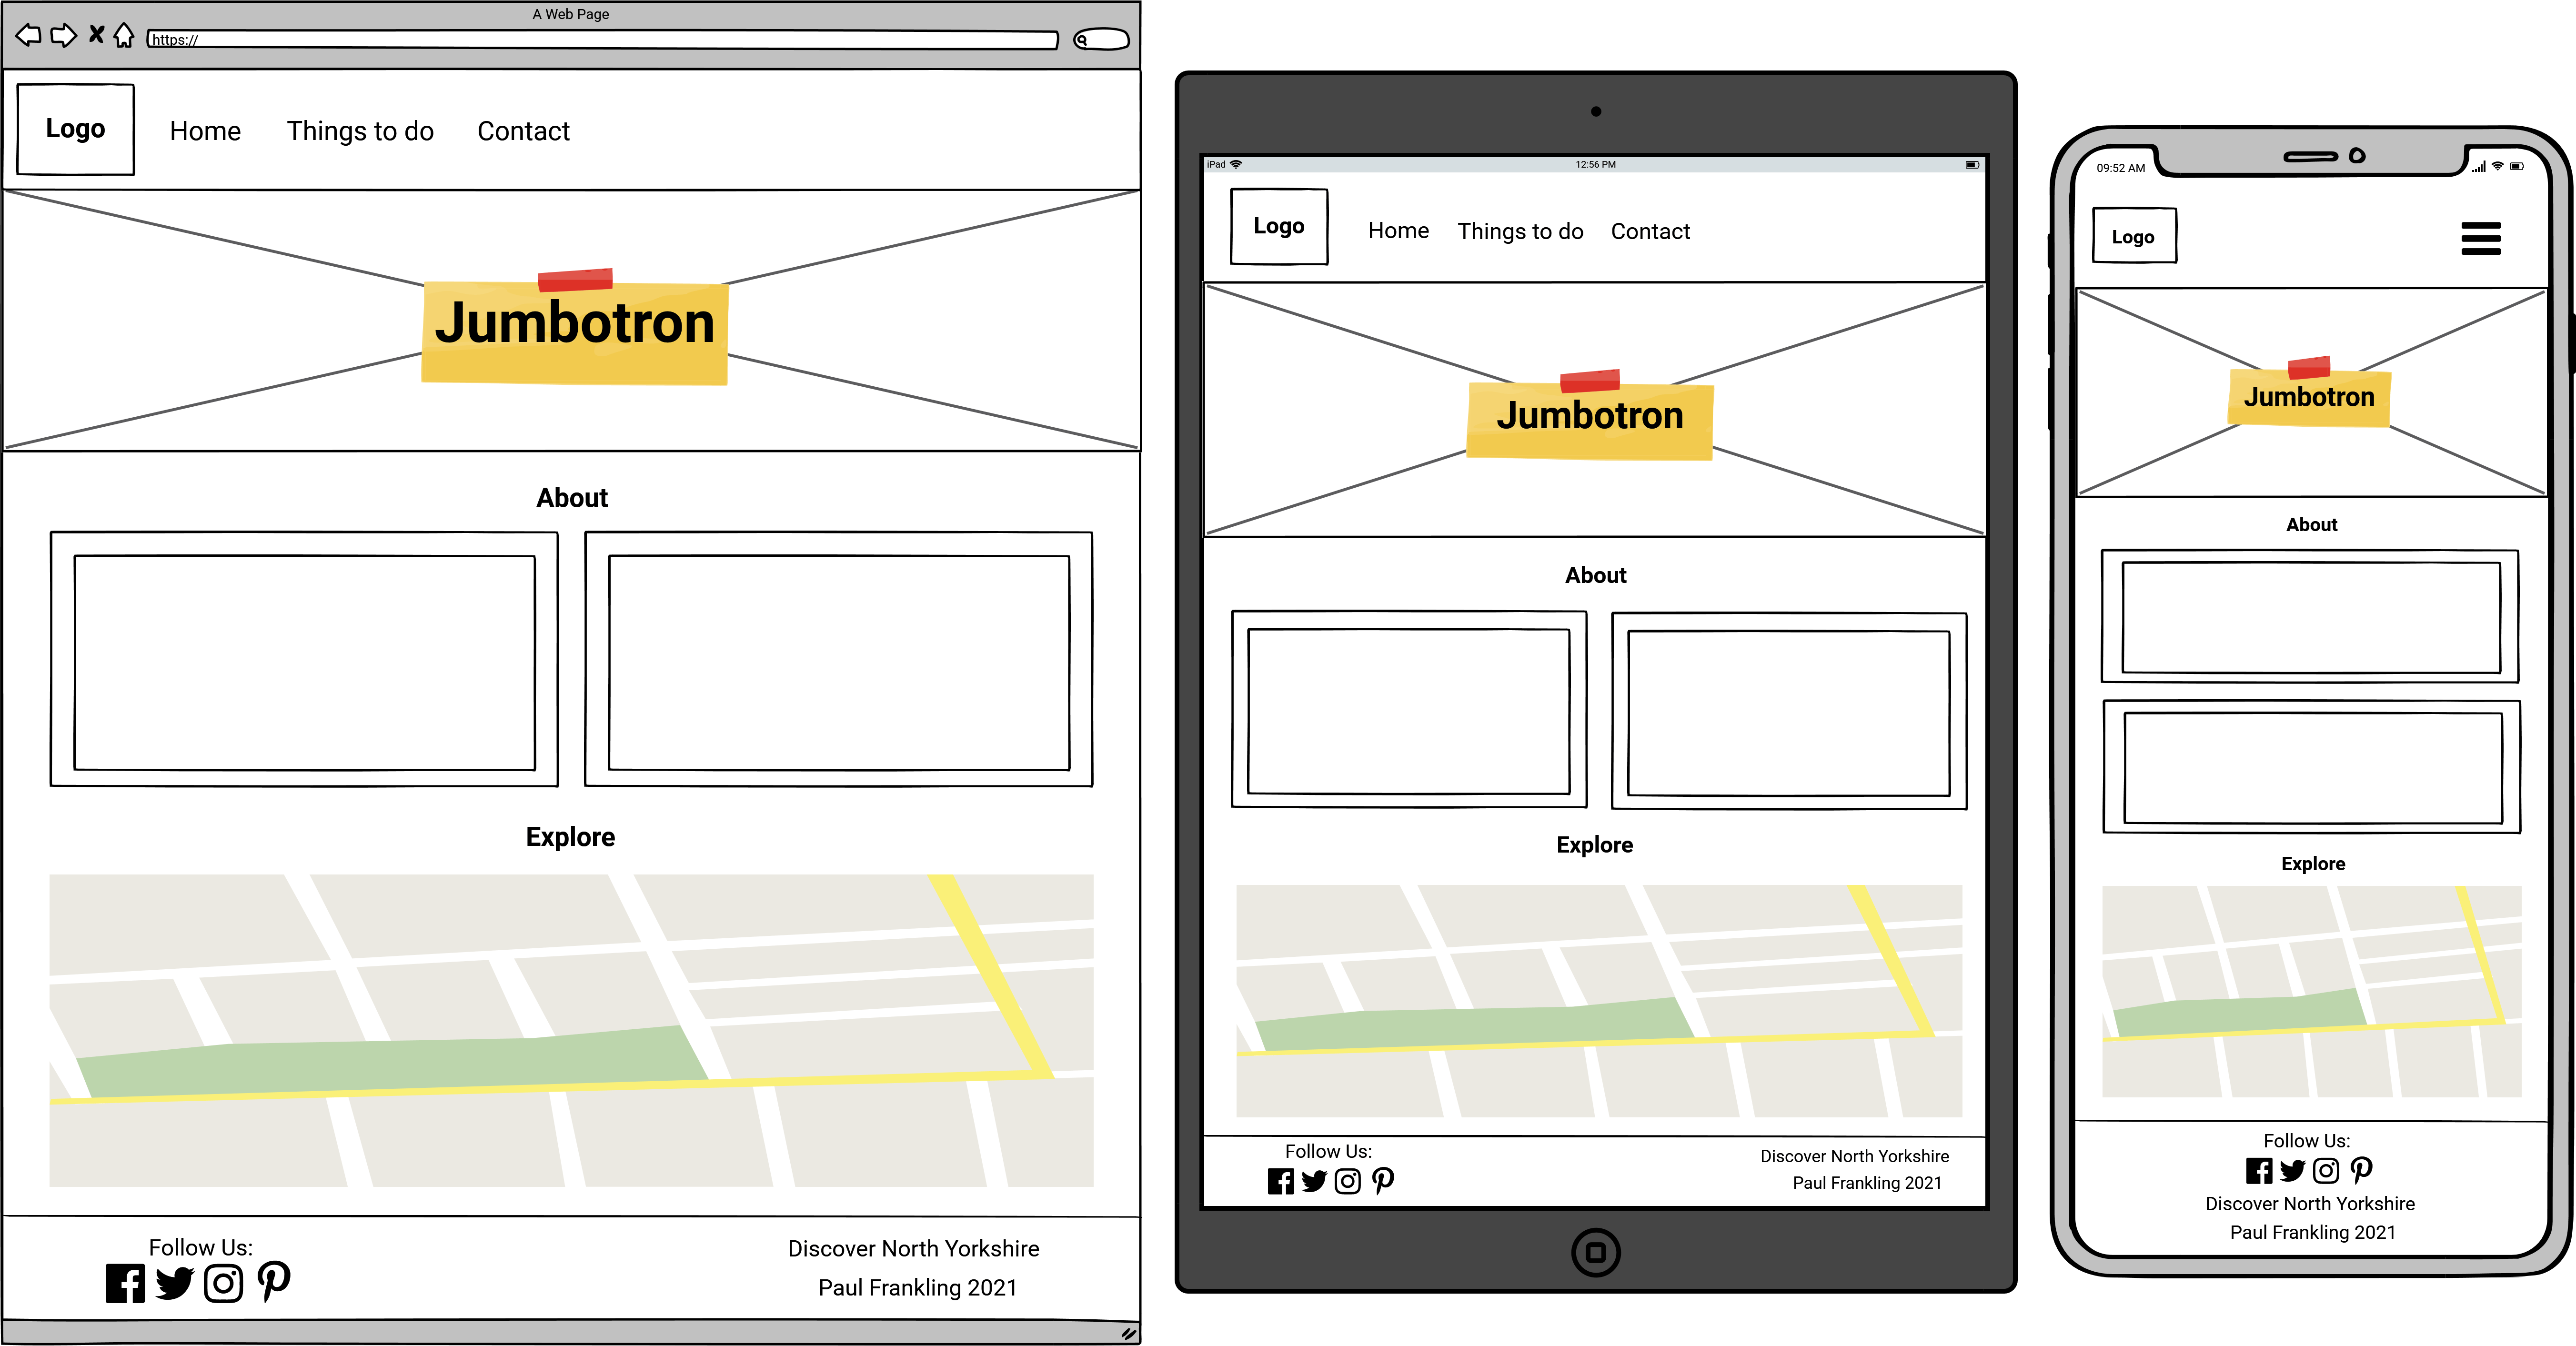 A Web Page
https://
Logo
Home Things to do Contact
Jumbotron
About
Explore
Follow Us:
Discover North Yorkshire
Paul Frankling 2021
iPad 12:56 PM
Logo
Home Things to do Contact
Jumbotron
About
Explore
Follow Us:
Discover North Yorkshire
Paul Frankling 2021
09:52 AM
Logo
Jumbotron
About
Explore
Follow Us:
Discover North Yorkshire
Paul Frankling 2021